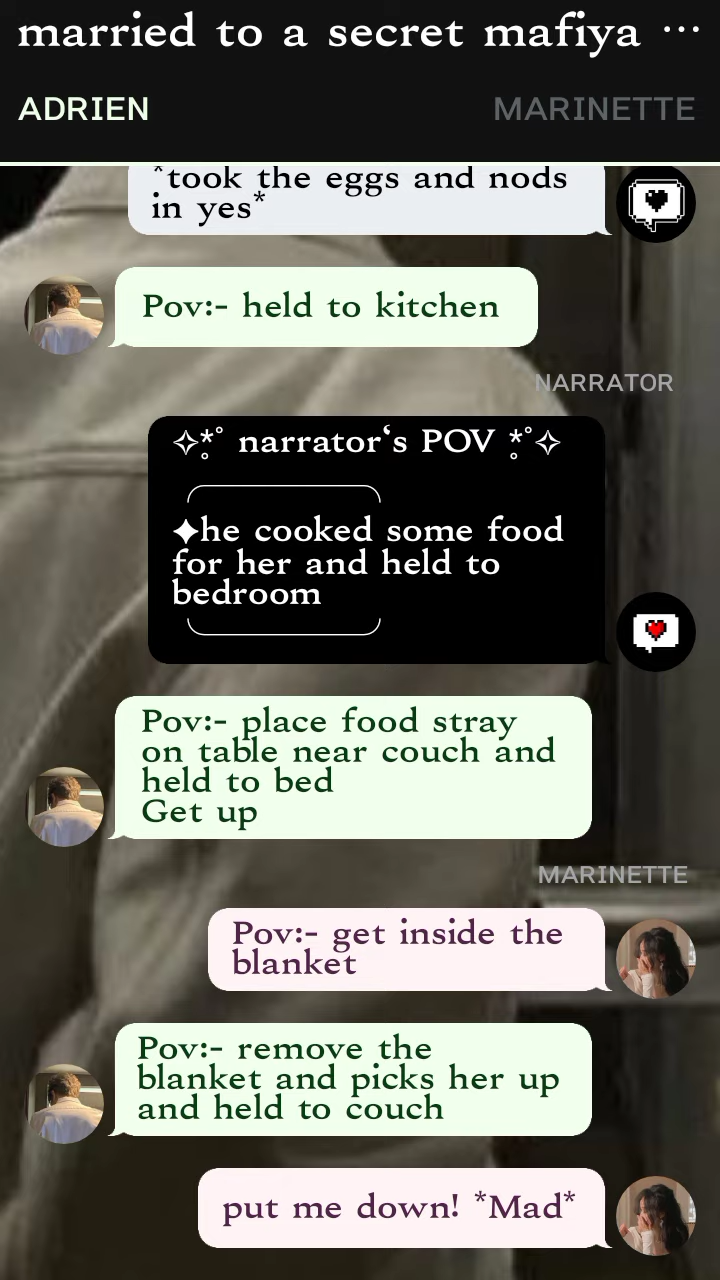 married to a secret mafiya ...
ADRIEN
MARINETTE
*took the eggs and nods
in yes*
Pov:- held to kitchen
NARRATOR
✧*̥˚ narrator‘s POV *̥˚✧
✦he cooked some food
for her and held to
bedroom
Pov:- place food stray
on table near couch and
held to bed
Get up
MARINETTE
Pov:- get inside the
blanket
Pov:- remove the
blanket and picks her up
and held to couch
put me down! *Mad*